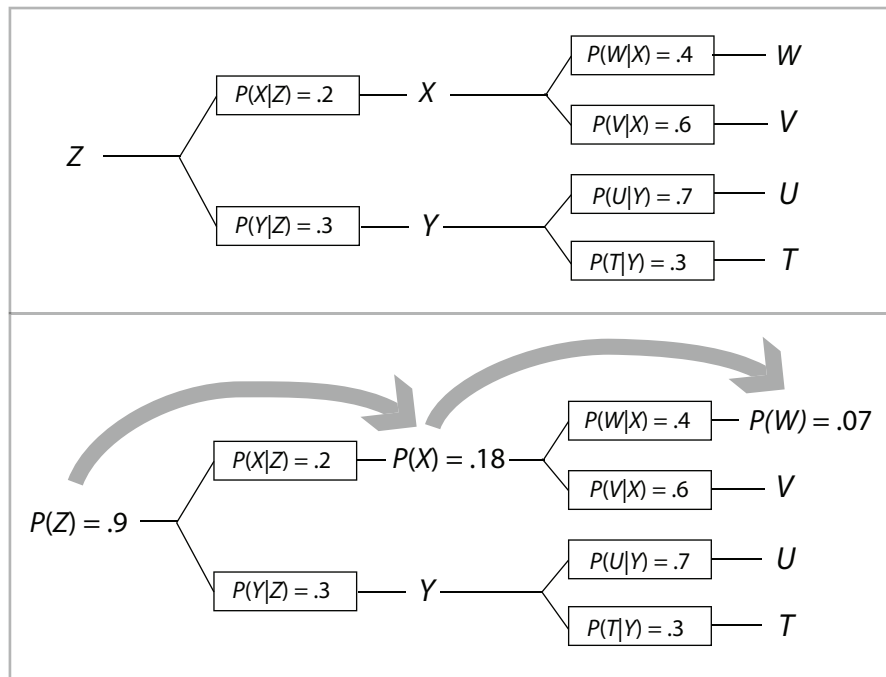 P(W|X) = .4 W
P(X|Z) = .2 X
P(V|X) = .6 V
Z
P(U|Y) = .7 U
P(Y|Z) = .3 Y
P(T|Y) = .3 T
P(W|X) = .4 P(W) = .07
P(X|Z) = .2 P(X) = .18
P(V|X) = .6 V
P(Z) = .9
P(U|Y) = .7 U
P(Y|Z) = .3 Y
P(T|Y) = .3 T